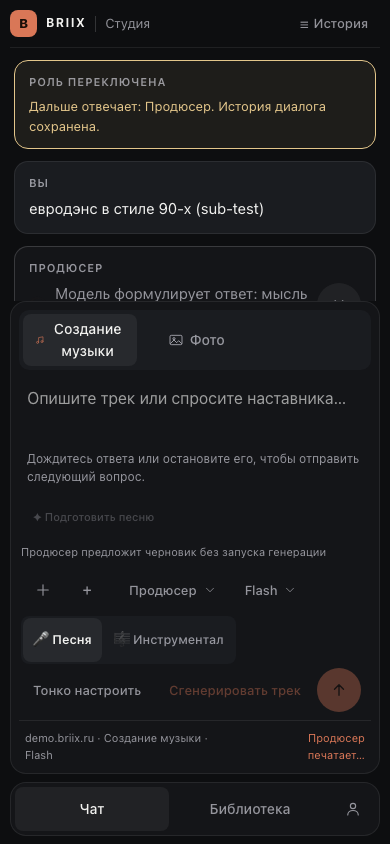 B BRIIX Студия ≡ История
РОЛЬ ПЕРЕКЛЮЧЕНА
Дальше отвечает: Продюсер. История диалога
сохранена.
ВЫ
евродэнс в стиле 90-х (sub-test)
ПРОДЮСЕР
Модель формулирует ответ: мысль
Создание
музыки
Фото
Опишите трек или спросите наставника...
Дождитесь ответа или остановите его, чтобы отправить
следующий вопрос.
✦ Подготовить песню
Продюсер предложит черновик без запуска генерации
+ + Продюсер Flash
Песня Инструментал
Тонко настроить Сгенерировать трек
demo.briix.ru · Создание музыки ·
Flash
Продюсер
печатает...
Чат Библиотека